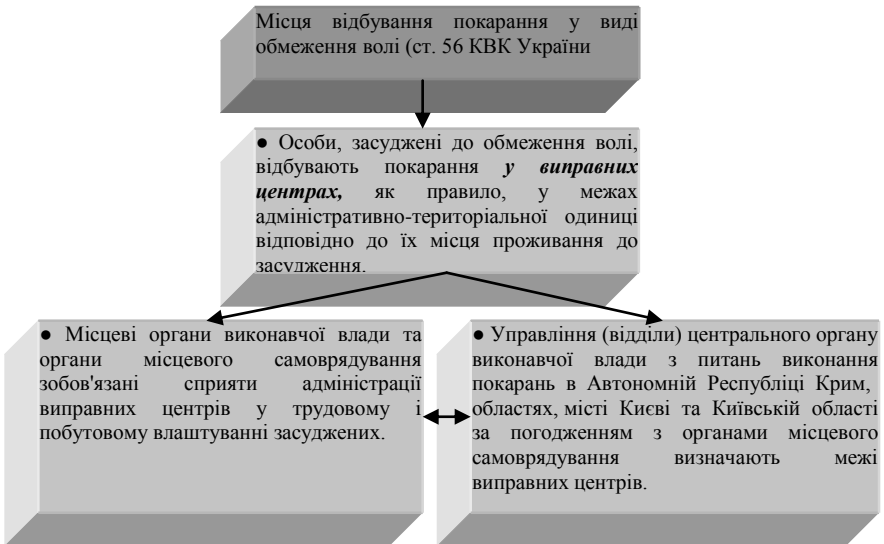 Місця відбування покарання у виді
обмеження волі (ст. 56 КВК України
● Особи, засуджені до обмеження волі,
відбувають покарання у виправних
центрах, як правило, у межах
адміністративно-територіальної одиниці
відповідно до їх місця проживання до
засудження.
● Місцеві органи виконавчої влади та
органи місцевого самоврядування
зобов'язані сприяти адміністрації
виправних центрів у трудовому і
побутовому влаштуванні засуджених.
● Управління (відділи) центрального органу
виконавчої влади з питань виконання
покарань в Автономній Республіці Крим,
областях, місті Києві та Київській області
за погодженням з органами місцевого
самоврядування визначають межі
виправних центрів.